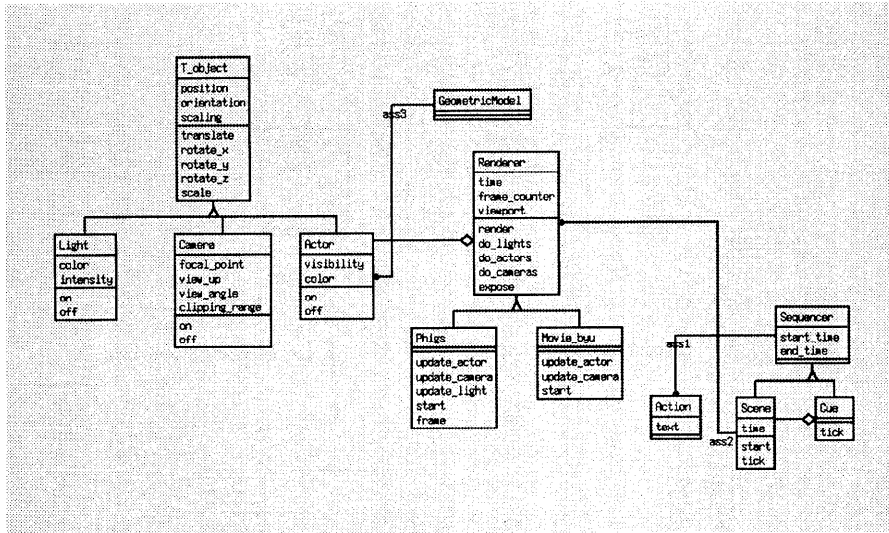 T_object
position
orientation
scaling
translate
rotate_x
rotate_y
rotate_z
scale
GeometricModel
ass3
Renderer
time
frame_counter
viewport
render
do_lights
do_actors
do_cameras
expose
Light
color
intensity
on
off
Camera
focal_point
view_up
view_angle
clipping_range
on
off
Actor
visibility
color
on
off
Phigs
update_actor
update_camera
update_light
start
frame
Movie_byu
update_actor
update_camera
start
Sequencer
start_time
end_time
ass1
Action
text
ass2
Scene
time
start
tick
Cue
tick